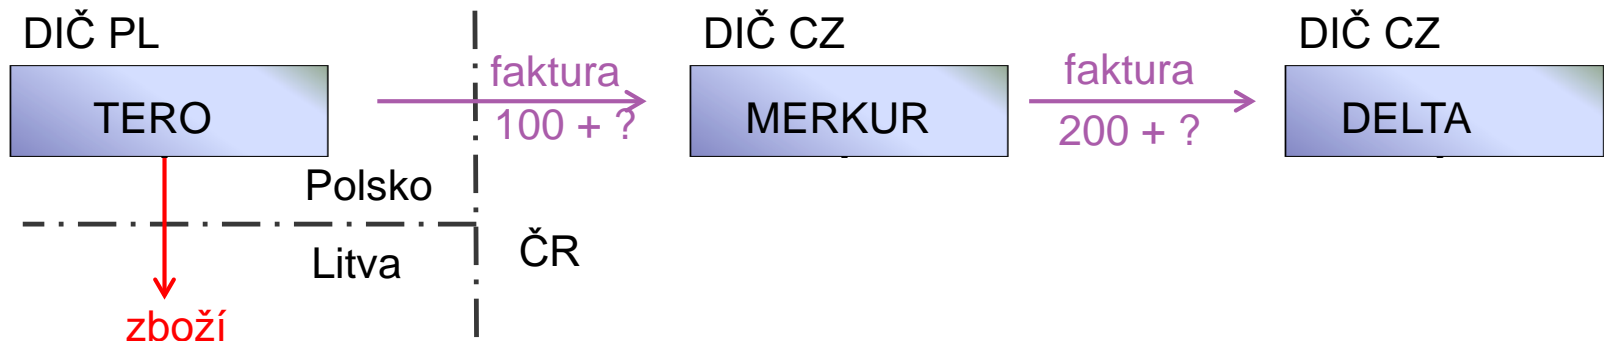 DIČ PL
DIČ CZ
DIČ CZ
faktura
faktura
TERO
100 + ?
MERKUR
200 + ?
DELTA
Polsko
Litva
ČR
zboží